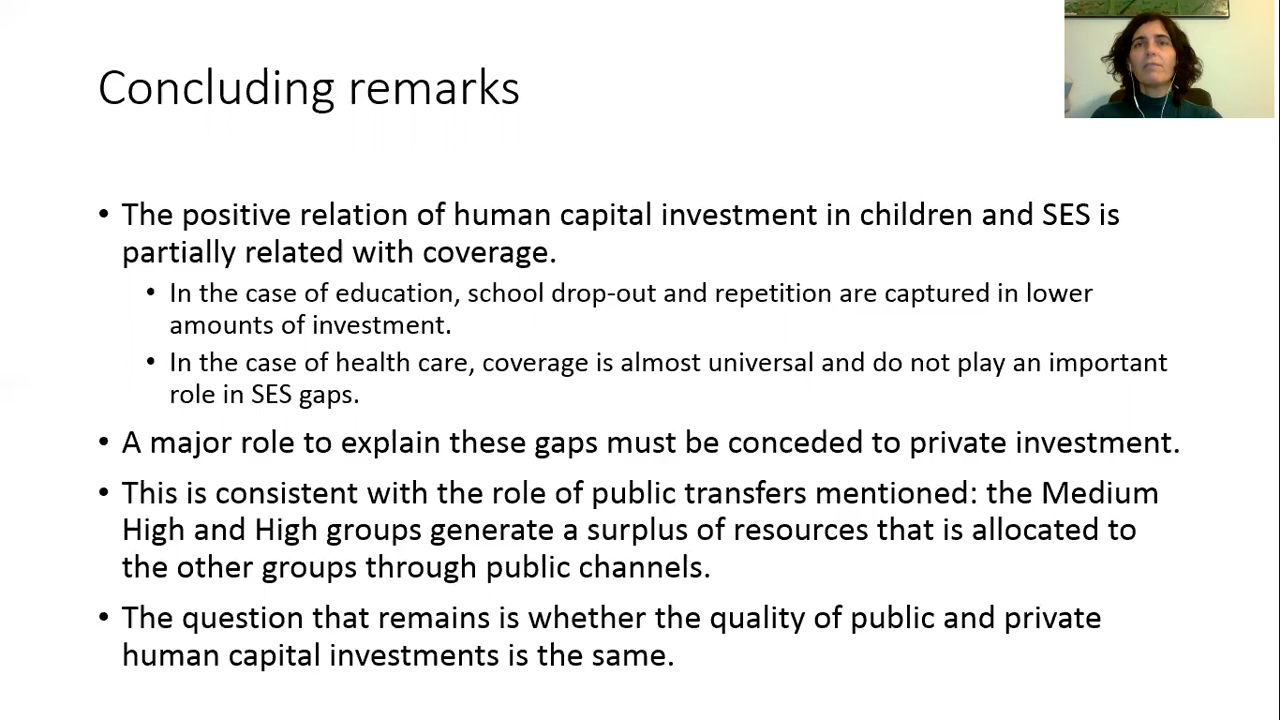 Concluding remarks
• The positive relation of human capital investment in children and SES is
partially related with coverage.
• In the case of education, school drop-out and repetition are captured in lower
amounts of investment.
• In the case of health care, coverage is almost universal and do not play an important
role in SES gaps.
• A major role to explain these gaps must be conceded to private investment.
• This is consistent with the role of public transfers mentioned: the Medium
High and High groups generate a surplus of resources that is allocated to
the other groups through public channels.
• The question that remains is whether the quality of public and private
human capital investments is the same.